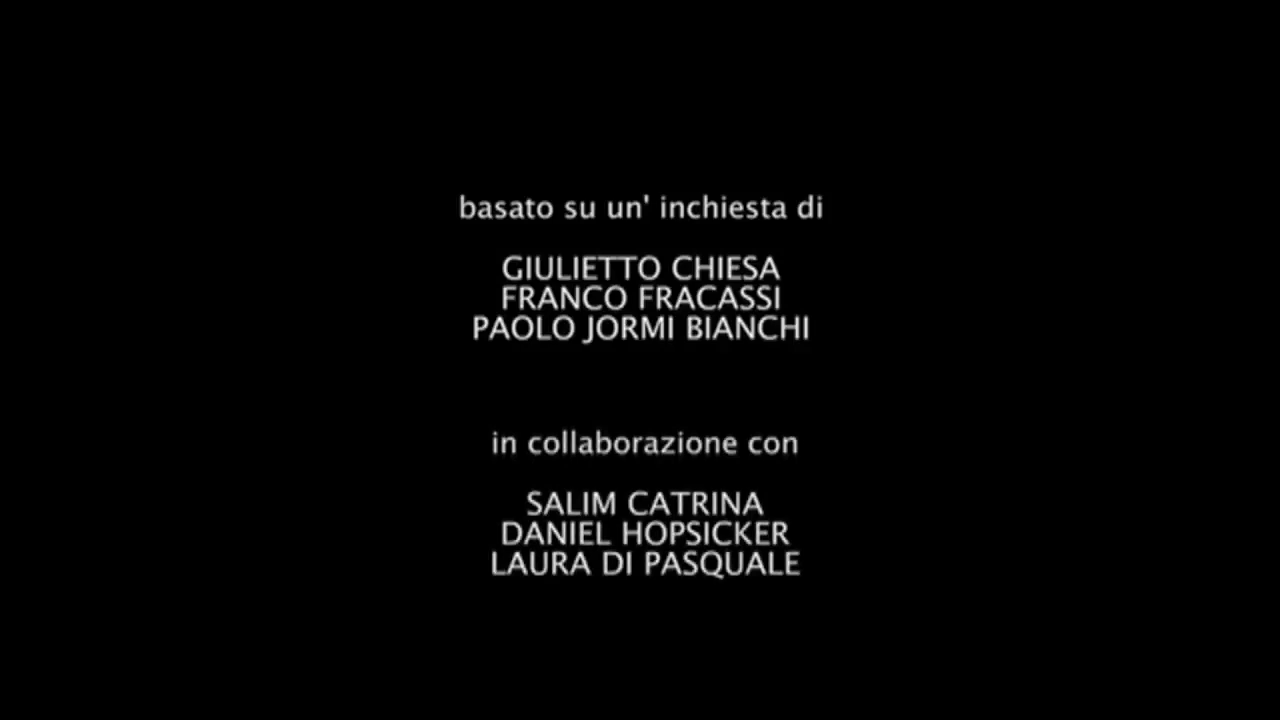 basato su un' inchiesta di
GIULIETTO CHIESA
FRANCO FRACASSI
PAOLO JORMI BIANCHI
in collaborazione con
SALIM CATRINA
DANIEL HOPSICKER
LAURA DI PASQUALE